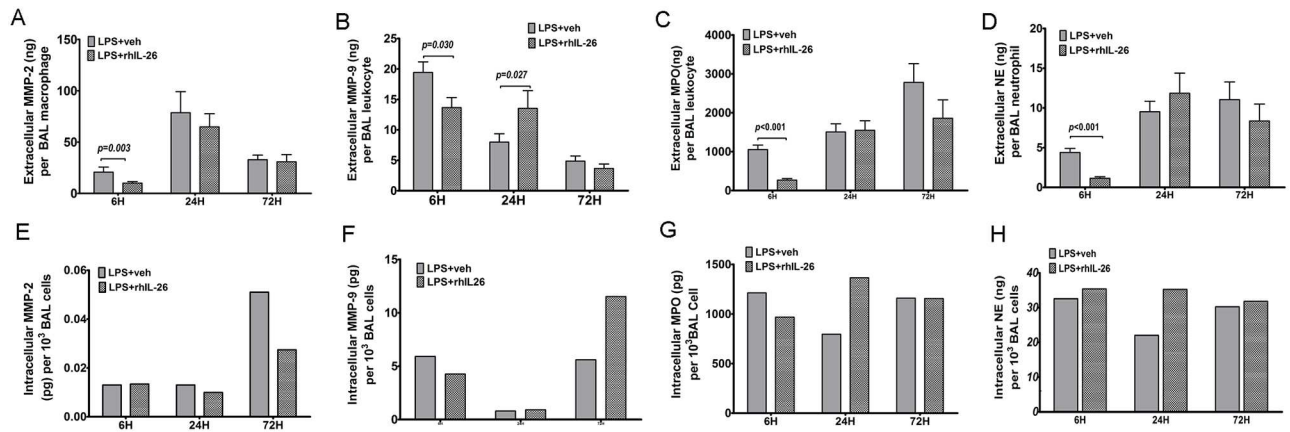 A
Extracellular MMP-2 (ng)
per BAL macrophage
150
100
50
0
LPS+veh
LPS+rhIL-26
p=0.003
6H
24H
72H
B
Extracellular MMP-9 (ng)
per BAL leukocyte
25
20
15
10
5
0
LPS+veh
LPS+rhIL-26
p=0.030
p=0.027
6H
24H
72H
C
Extracellular MPO(ng)
per BAL leukocyte
4000
3000
2000
1000
0
LPS+veh
LPS+rhIL-26
p<0.001
6H
24H
72H
D
Extracellular NE (ng)
per BAL neutrophil
20
15
10
5
0
LPS+veh
LPS+rhIL-26
p<0.001
6H
24H
72H
E
Intracellular MMP-2
(pg) per 10³ BAL cells
0.06
0.04
0.02
0.00
LPS+veh
LPS+rhIL-26
6H
24H
72H
F
Intracellular MMP-9 (pg)
per 10³ BAL cells
15
10
5
0
LPS+veh
LPS+rhIL26
72H
G
Intracellular MPO (pg)
per 10³BAL Cell
1500
1000
500
0
LPS+veh
LPS+rhIL-26
6H
24H
72H
H
Intracellular NE (ng)
per 10³ BAL cells
40
30
20
10
0
LPS+veh
LPS+rhIL-26
6H
24H
72H